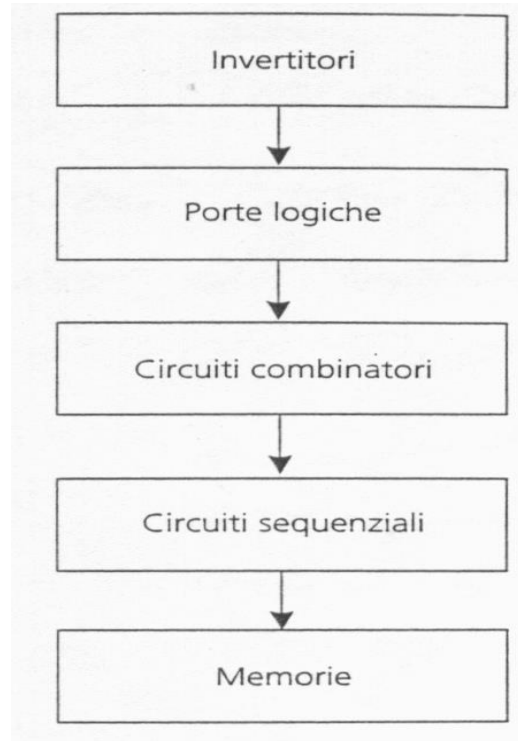 Invertitori
Porte logiche
Circuiti combinatori
Circuiti sequenziali
Memorie